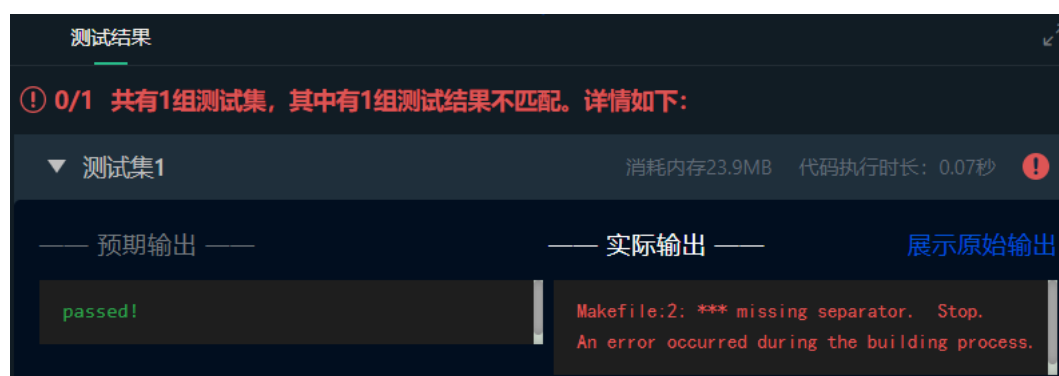 测试结果
0/1 共有1组测试集，其中有1组测试结果不匹配。详情如下：
▼ 测试集1 消耗内存23.9MB 代码执行时长：0.07秒
—— 预期输出 —— —— 实际输出 —— 展示原始输出
passed!
Makefile:2: *** missing separator.  Stop.
An error occurred during the building process.